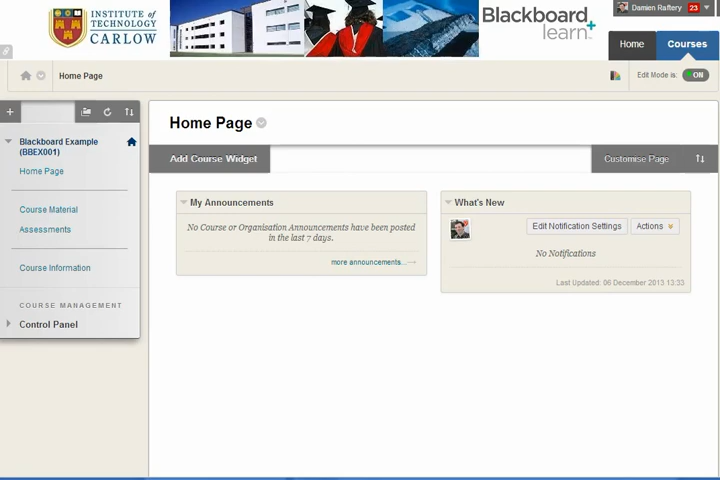 INSTITUTE of
TECHNOLOGY
CARLOW
Blackboard
learn+
Damien Raftery 23
Home
Courses
Home Page
Edit Mode is: ON
Blackboard Example
(BBEX001)
Home Page
Course Material
Assessments
Course Information
COURSE MANAGEMENT
Control Panel
Home Page
Add Course Widget
Customise Page
My Announcements
No Course or Organisation Announcements have been posted
in the last 7 days.
more announcements...
What's New
Edit Notification Settings
Actions
No Notifications
Last Updated: 06 December 2013 13:33